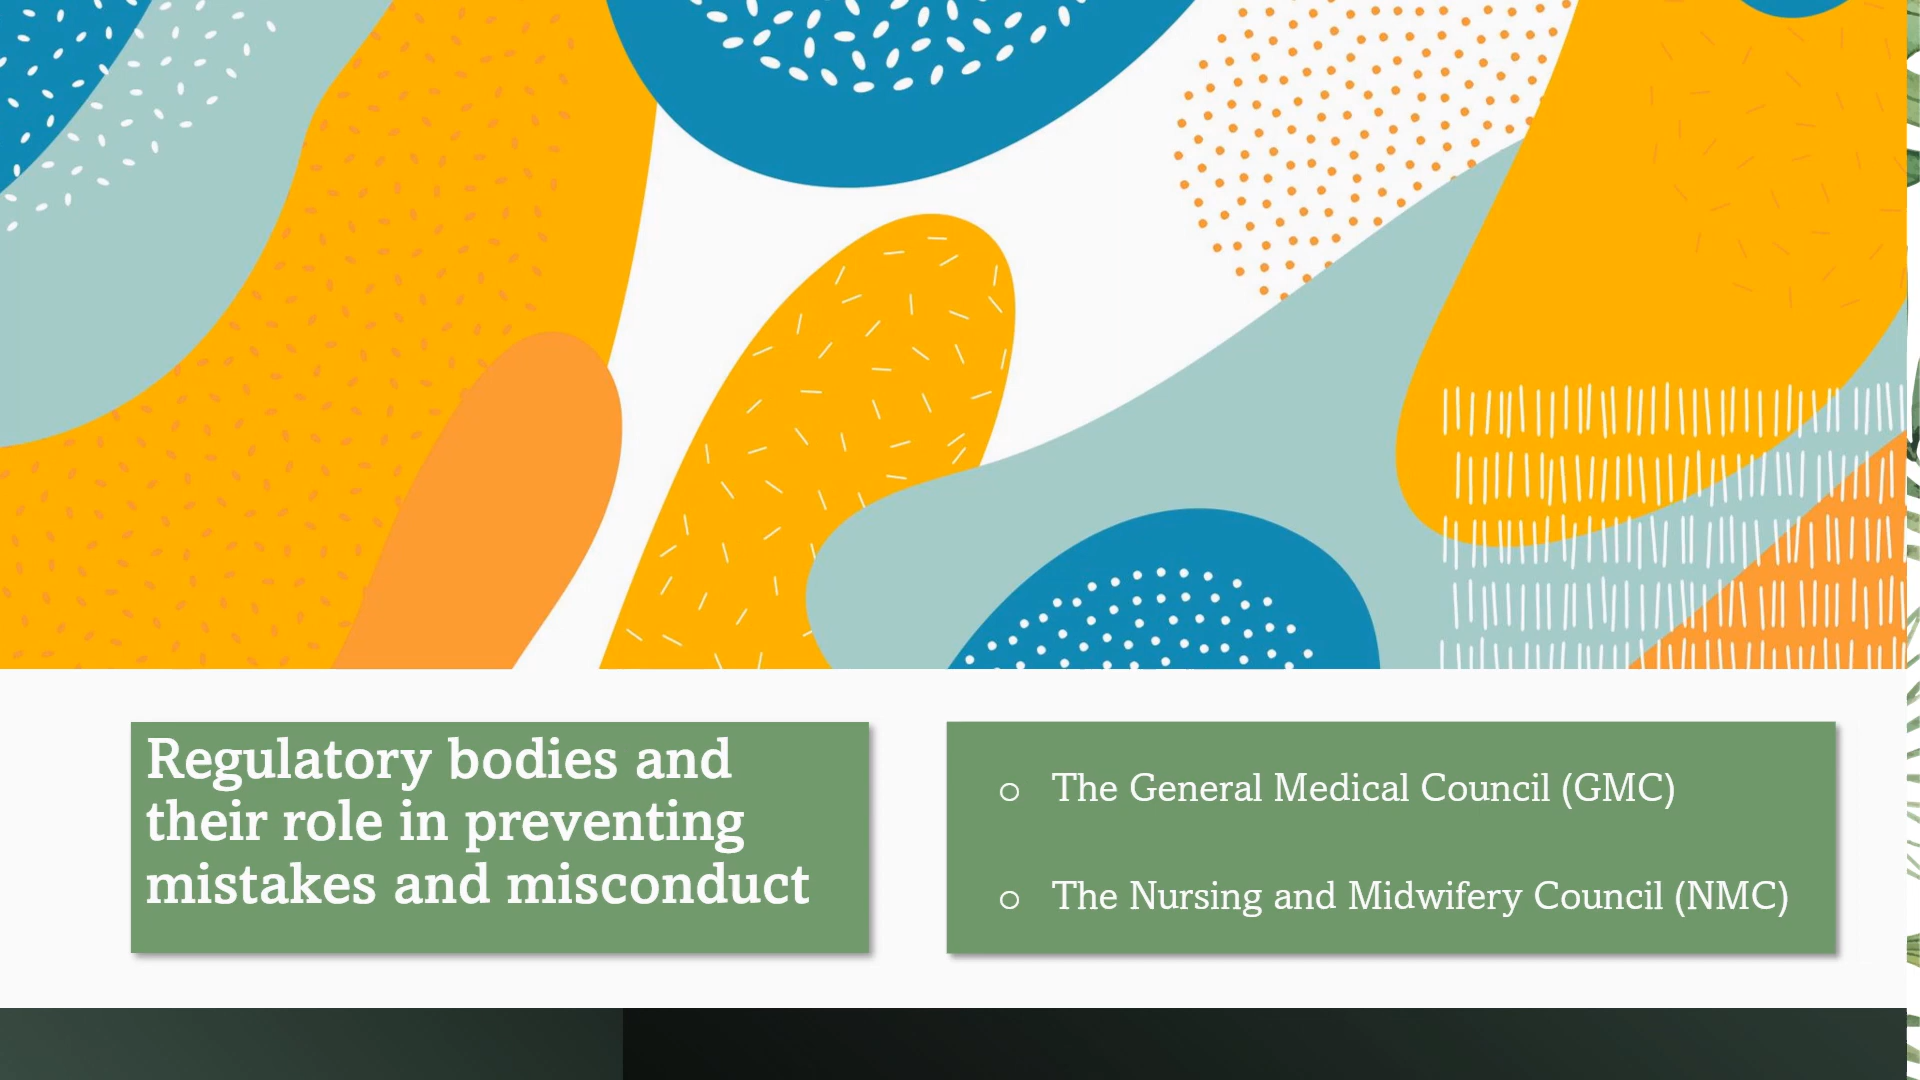 Regulatory bodies and
their role in preventing
mistakes and misconduct
○ The General Medical Council (GMC)
○ The Nursing and Midwifery Council (NMC)